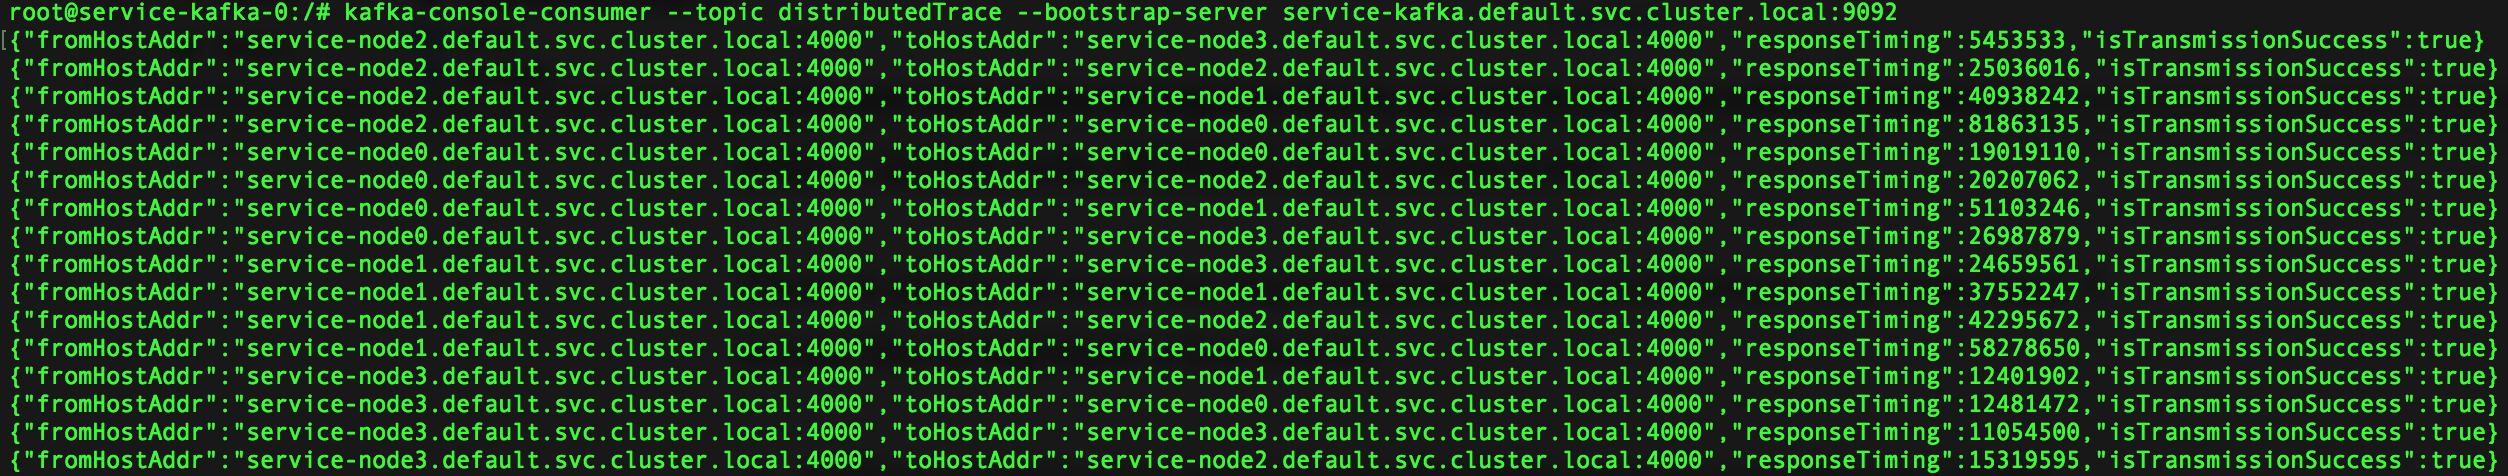 root@service-kafka-0:/# kafka-console-consumer --topic distributedTrace --bootstrap-server service-kafka.default.svc.cluster.local:9092
[{"fromHostAddr":"service-node2.default.svc.cluster.local:4000","toHostAddr":"service-node3.default.svc.cluster.local:4000","responseTiming":5453533,"isTransmissionSuccess":true}
{"fromHostAddr":"service-node2.default.svc.cluster.local:4000","toHostAddr":"service-node2.default.svc.cluster.local:4000","responseTiming":25036016,"isTransmissionSuccess":true}
{"fromHostAddr":"service-node2.default.svc.cluster.local:4000","toHostAddr":"service-node1.default.svc.cluster.local:4000","responseTiming":40938242,"isTransmissionSuccess":true}
{"fromHostAddr":"service-node2.default.svc.cluster.local:4000","toHostAddr":"service-node0.default.svc.cluster.local:4000","responseTiming":81863135,"isTransmissionSuccess":true}
{"fromHostAddr":"service-node0.default.svc.cluster.local:4000","toHostAddr":"service-node0.default.svc.cluster.local:4000","responseTiming":19019110,"isTransmissionSuccess":true}
{"fromHostAddr":"service-node0.default.svc.cluster.local:4000","toHostAddr":"service-node2.default.svc.cluster.local:4000","responseTiming":20207062,"isTransmissionSuccess":true}
{"fromHostAddr":"service-node0.default.svc.cluster.local:4000","toHostAddr":"service-node1.default.svc.cluster.local:4000","responseTiming":51103246,"isTransmissionSuccess":true}
{"fromHostAddr":"service-node0.default.svc.cluster.local:4000","toHostAddr":"service-node3.default.svc.cluster.local:4000","responseTiming":26987879,"isTransmissionSuccess":true}
{"fromHostAddr":"service-node1.default.svc.cluster.local:4000","toHostAddr":"service-node3.default.svc.cluster.local:4000","responseTiming":24659561,"isTransmissionSuccess":true}
{"fromHostAddr":"service-node1.default.svc.cluster.local:4000","toHostAddr":"service-node1.default.svc.cluster.local:4000","responseTiming":37552247,"isTransmissionSuccess":true}
{"fromHostAddr":"service-node1.default.svc.cluster.local:4000","toHostAddr":"service-node2.default.svc.cluster.local:4000","responseTiming":42295672,"isTransmissionSuccess":true}
{"fromHostAddr":"service-node1.default.svc.cluster.local:4000","toHostAddr":"service-node0.default.svc.cluster.local:4000","responseTiming":58278650,"isTransmissionSuccess":true}
{"fromHostAddr":"service-node3.default.svc.cluster.local:4000","toHostAddr":"service-node1.default.svc.cluster.local:4000","responseTiming":12401902,"isTransmissionSuccess":true}
{"fromHostAddr":"service-node3.default.svc.cluster.local:4000","toHostAddr":"service-node0.default.svc.cluster.local:4000","responseTiming":12481472,"isTransmissionSuccess":true}
{"fromHostAddr":"service-node3.default.svc.cluster.local:4000","toHostAddr":"service-node3.default.svc.cluster.local:4000","responseTiming":11054500,"isTransmissionSuccess":true}
{"fromHostAddr":"service-node3.default.svc.cluster.local:4000","toHostAddr":"service-node2.default.svc.cluster.local:4000","responseTiming":15319595,"isTransmissionSuccess":true}